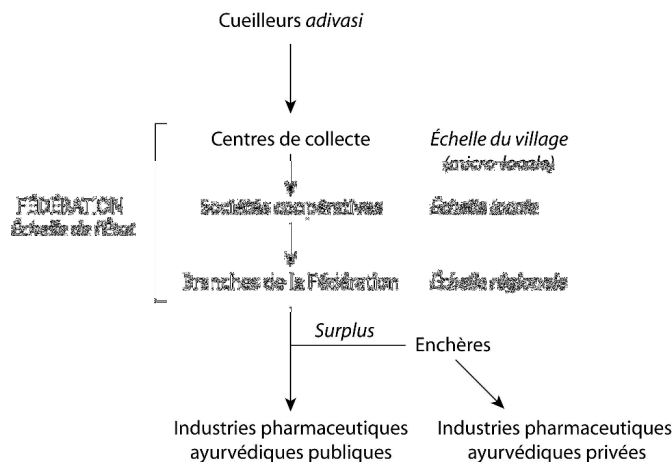 Cueilleurs adivasi
Centres de collecte
Échelle du village
(micro-locale)
FÉDÉRATION
Échelle de l'État
Sociétés coopératives
Échelle locale
Branches de la Fédération
Échelle régionale
Surplus
Enchères
Industries pharmaceutiques
ayurvédiques publiques
Industries pharmaceutiques
ayurvédiques privées